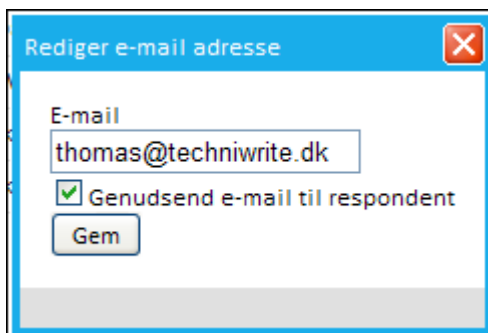 Rediger e-mail adresse
E-mail
thomas@techniwrite.dk
Genudsend e-mail til respondent
Gem